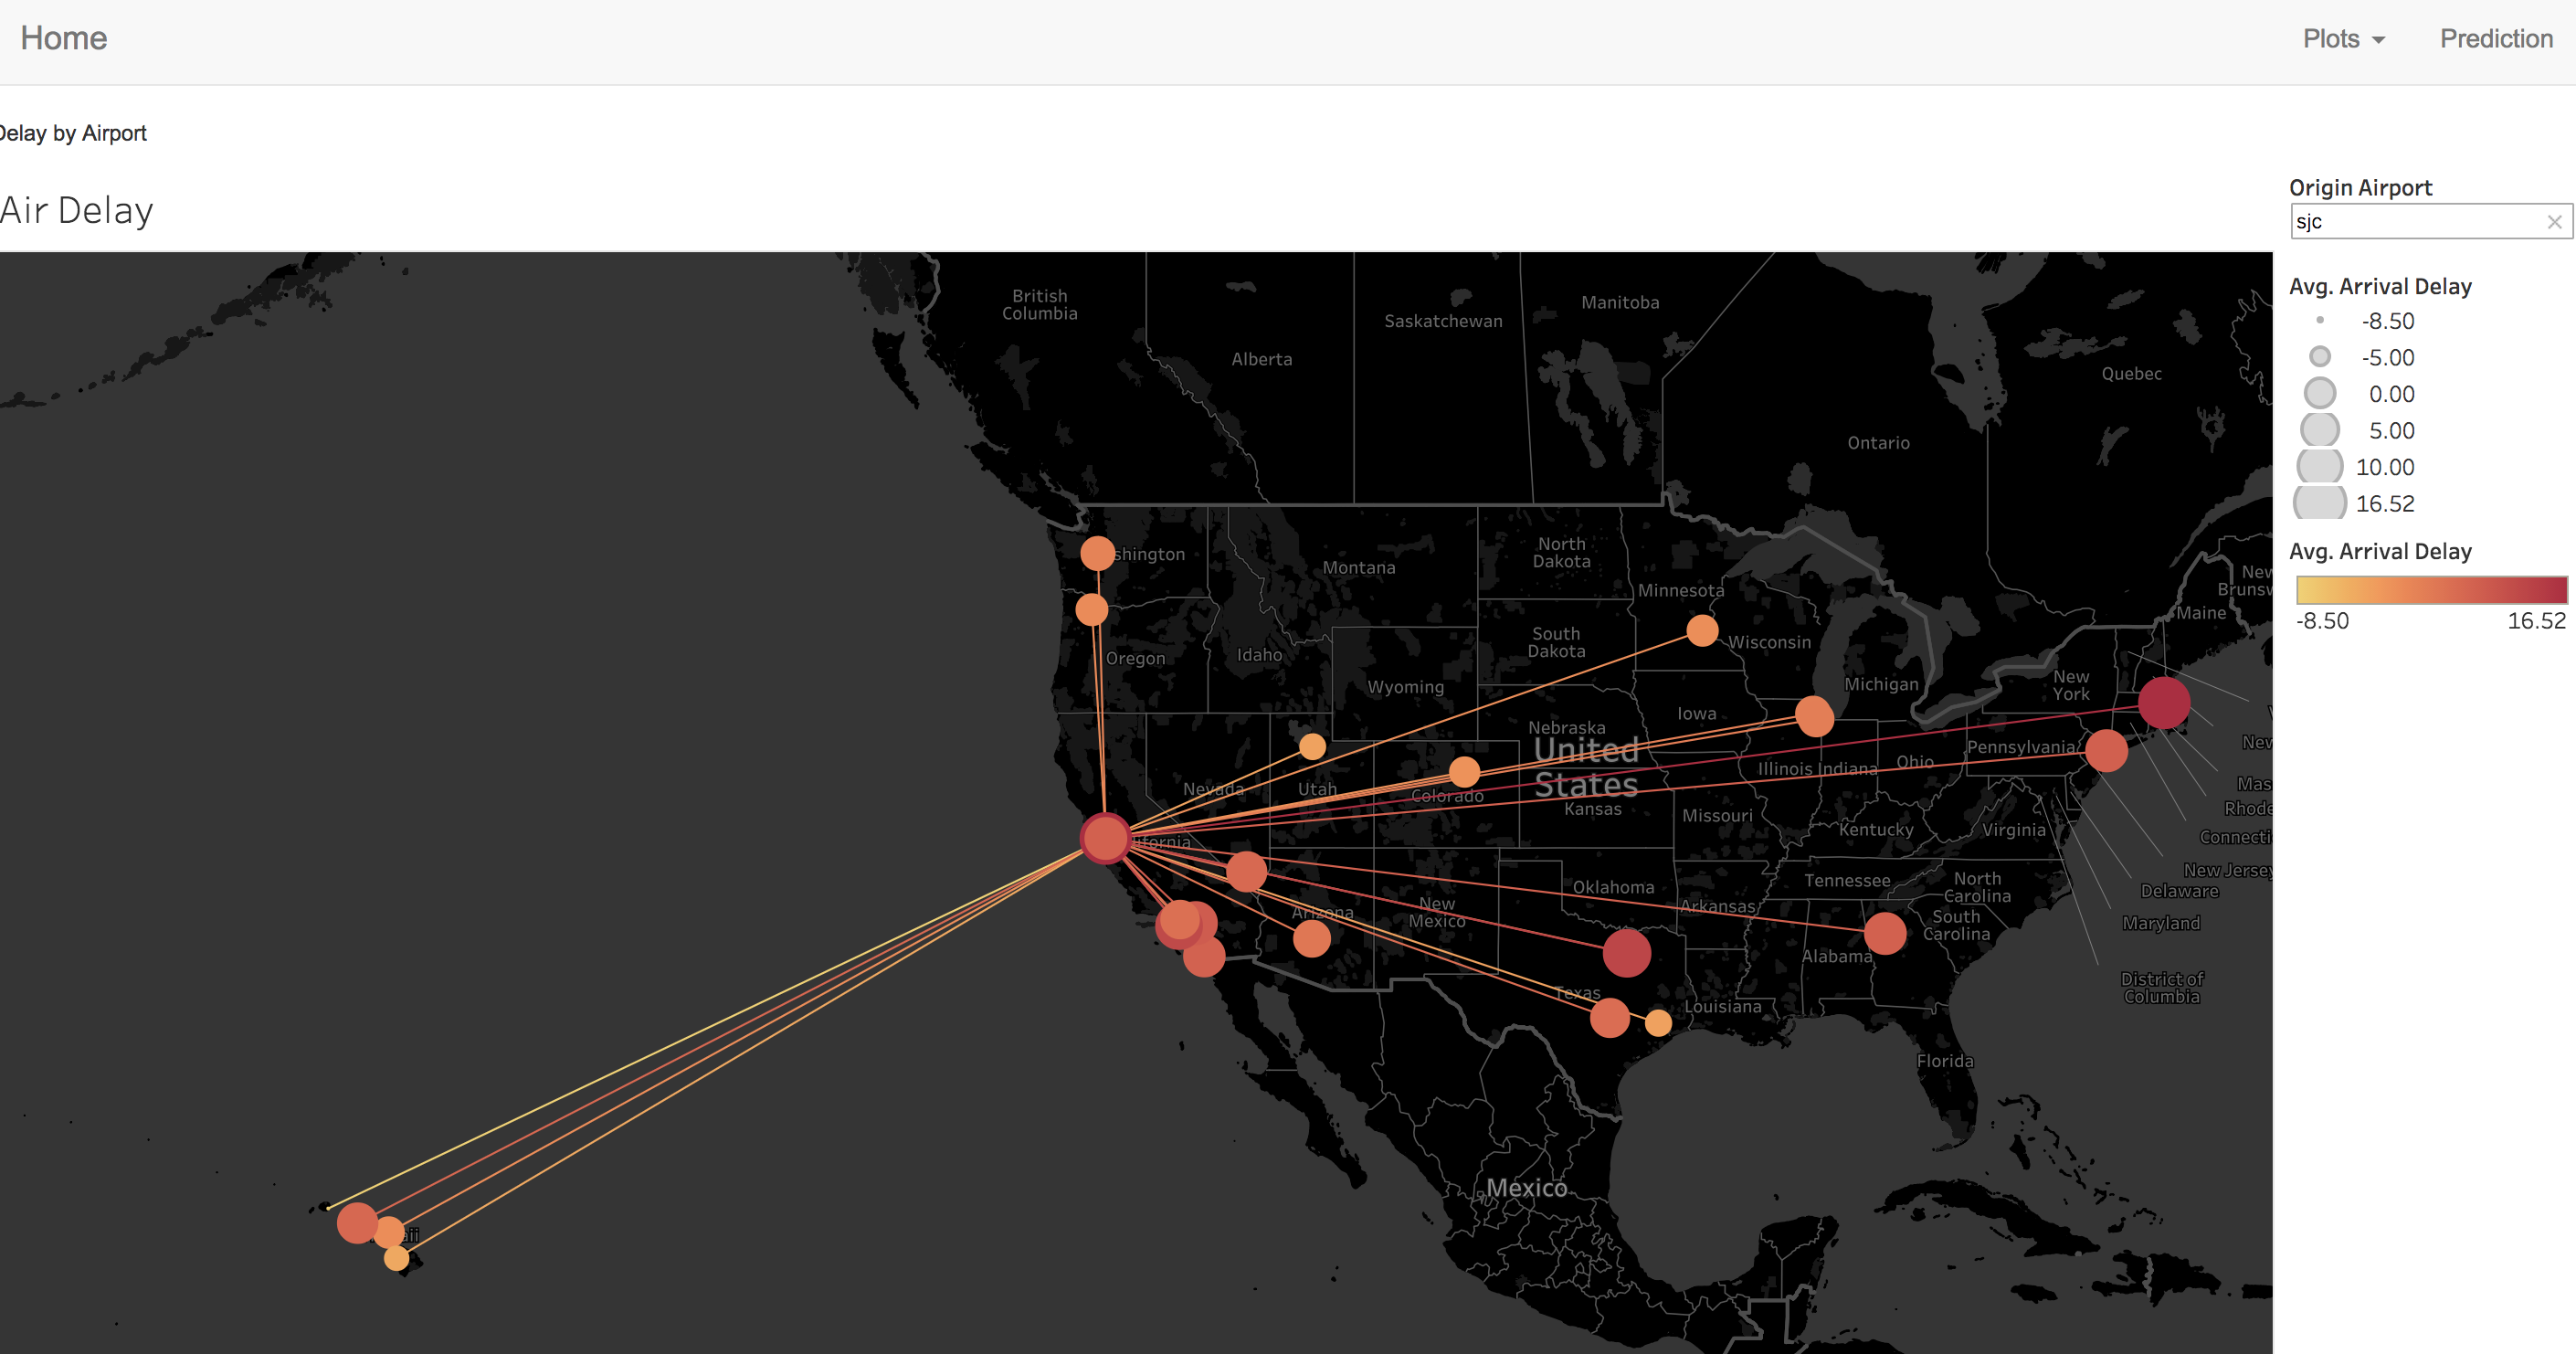 Home
Plots
Prediction
Delay by Airport
Air Delay
Origin Airport
sjc
Avg. Arrival Delay
-8.50
-5.00
0.00
5.00
10.00
16.52
Avg. Arrival Delay
-8.50
16.52
British
Columbia
Alberta
Saskatchewan
Manitoba
Ontario
Quebec
shington
Montana
North
Dakota
Minnesota
New
Brunsw
Maine
Oregon
Idaho
South
Dakota
Wisconsin
Wyoming
Michigan
New
York
Nebraska
Iowa
United
States
Pennsylvania
Nevada
Utah
Colorado
Kansas
Illinois
Indiana
Ohio
New
Mas
Rhode
Missouri
Kentucky
Virginia
Connecti
ifornia
New Jersey
Delaware
Oklahoma
Tennessee
North
Carolina
Arizona
New
Mexico
Arkansas
South
Carolina
Maryland
Alabama
District of
Columbia
Texas
Louisiana
Florida
Mexico
aii